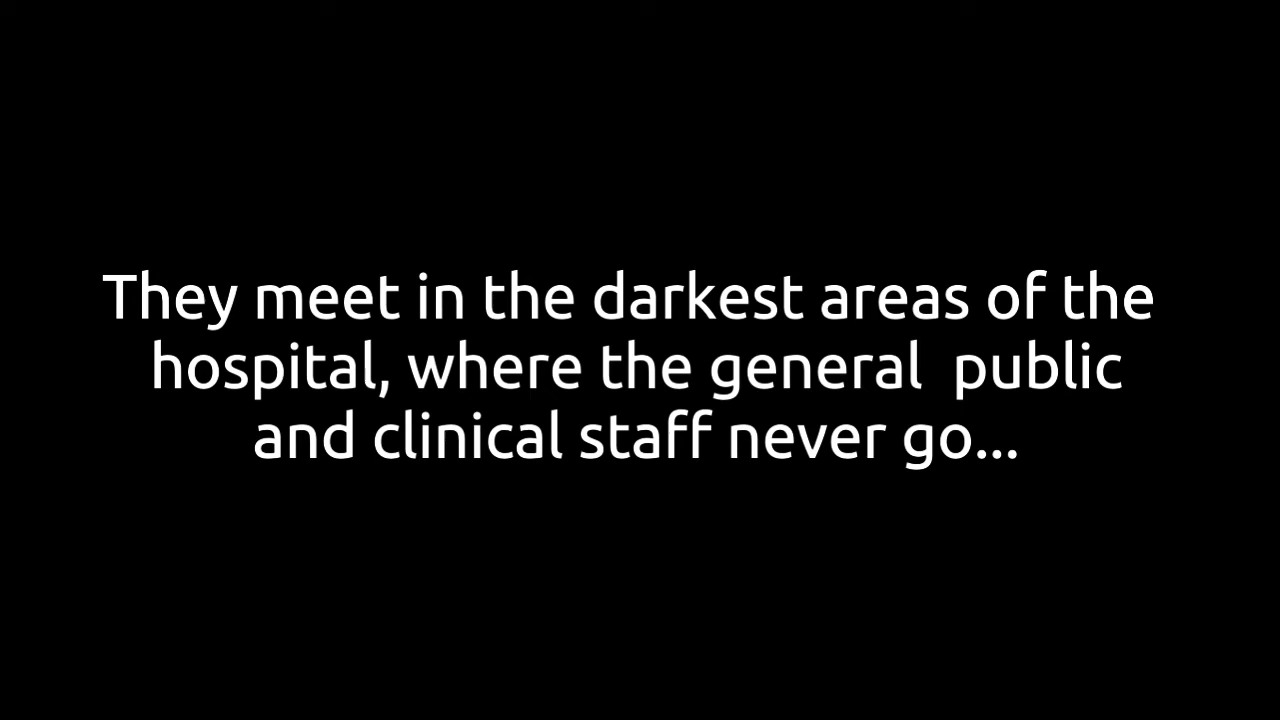 They meet in the darkest areas of the
hospital, where the general  public
and clinical staff never go...